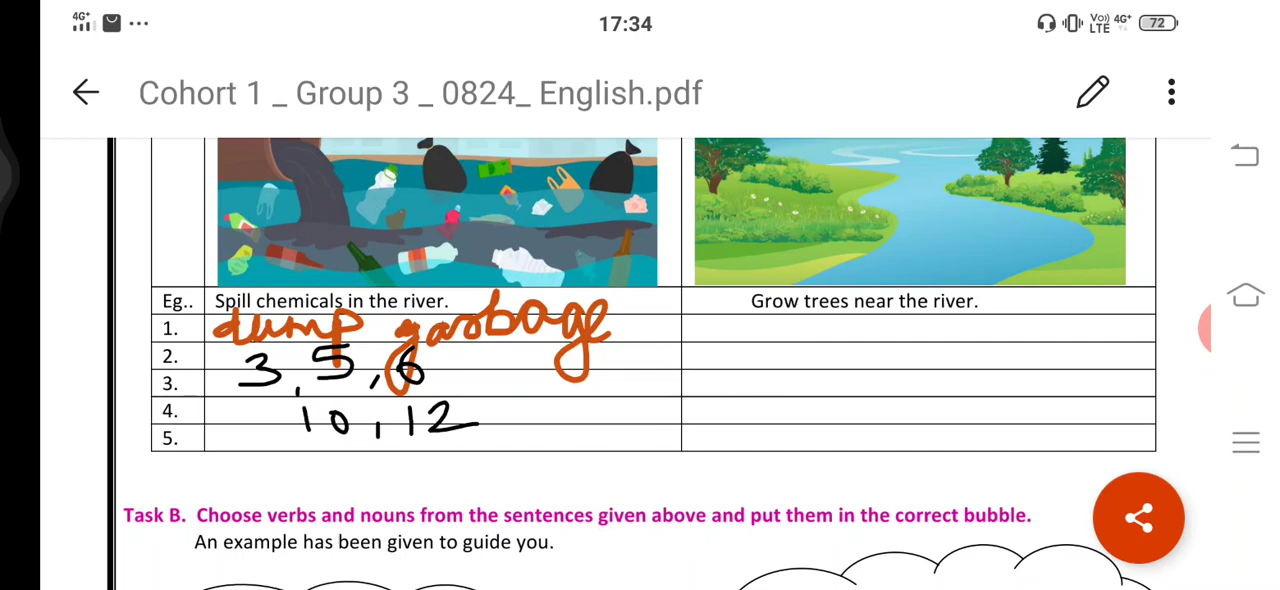 4G+ ... 17:34 Vo) LTE 4G+ 72
Cohort 1 _ Group 3 _ 0824_ English.pdf
Eg.. Spill chemicals in the river. Grow trees near the river.
1. dump garbage
2. 3, 5, 6
3.
4. 10, 12
5.
Task B. Choose verbs and nouns from the sentences given above and put them in the correct bubble.
An example has been given to guide you.